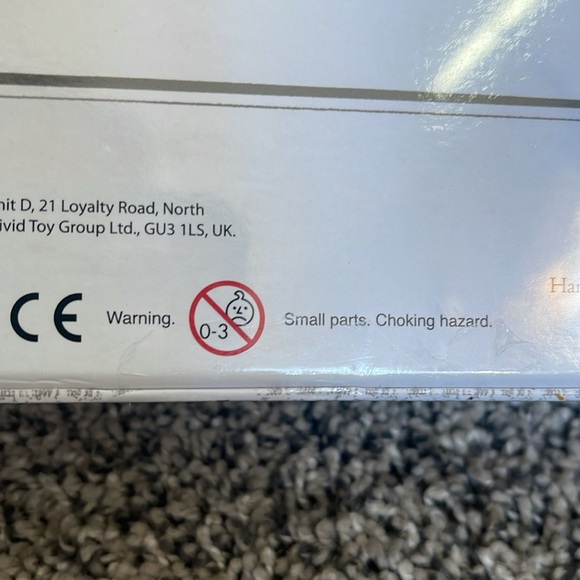 nit D, 21 Loyalty Road, North
ivid Toy Group Ltd., GU3 1LS, UK.
Har
CE Warning. 0-3 Small parts. Choking hazard.